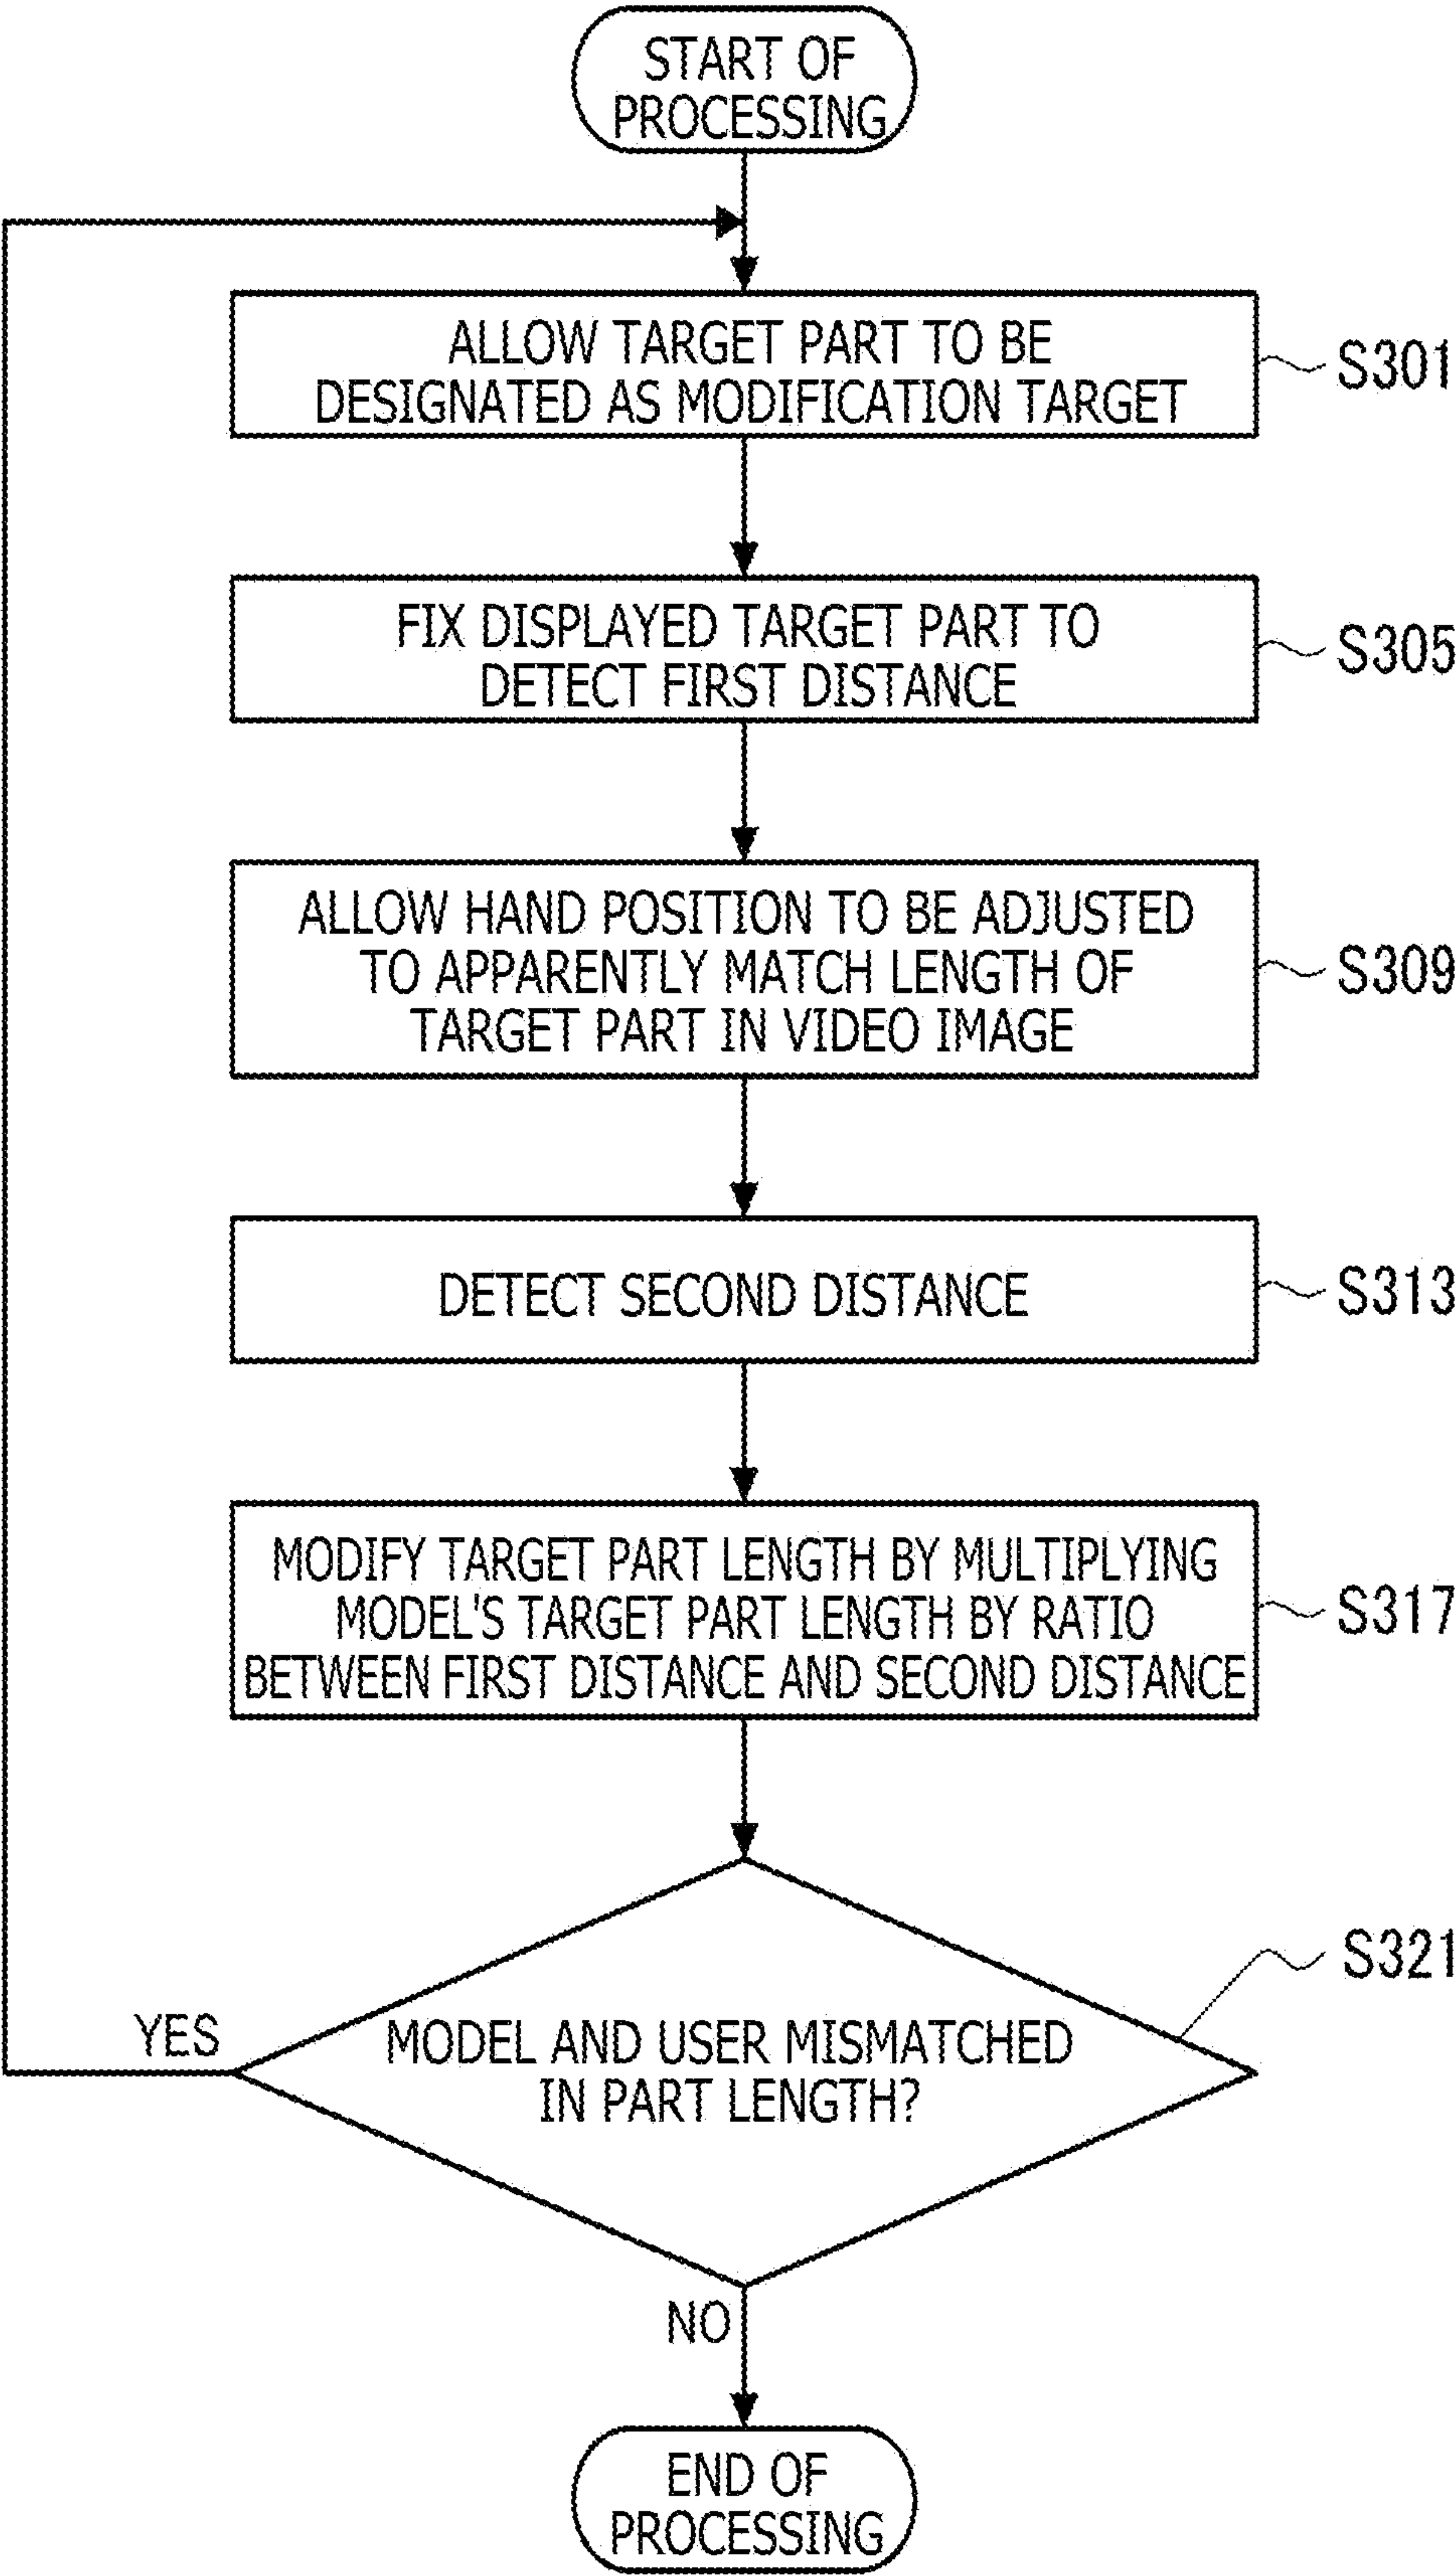 START OF
PROCESSING
ALLOW TARGET PART TO BE
DESIGNATED AS MODIFICATION TARGET
S301
FIX DISPLAYED TARGET PART TO
DETECT FIRST DISTANCE
S305
ALLOW HAND POSITION TO BE ADJUSTED
TO APPARENTLY MATCH LENGTH OF
TARGET PART IN VIDEO IMAGE
S309
DETECT SECOND DISTANCE
S313
MODIFY TARGET PART LENGTH BY MULTIPLYING
MODEL'S TARGET PART LENGTH BY RATIO
BETWEEN FIRST DISTANCE AND SECOND DISTANCE
S317
S321
YES
MODEL AND USER MISMATCHED
IN PART LENGTH?
NO
END OF
PROCESSING